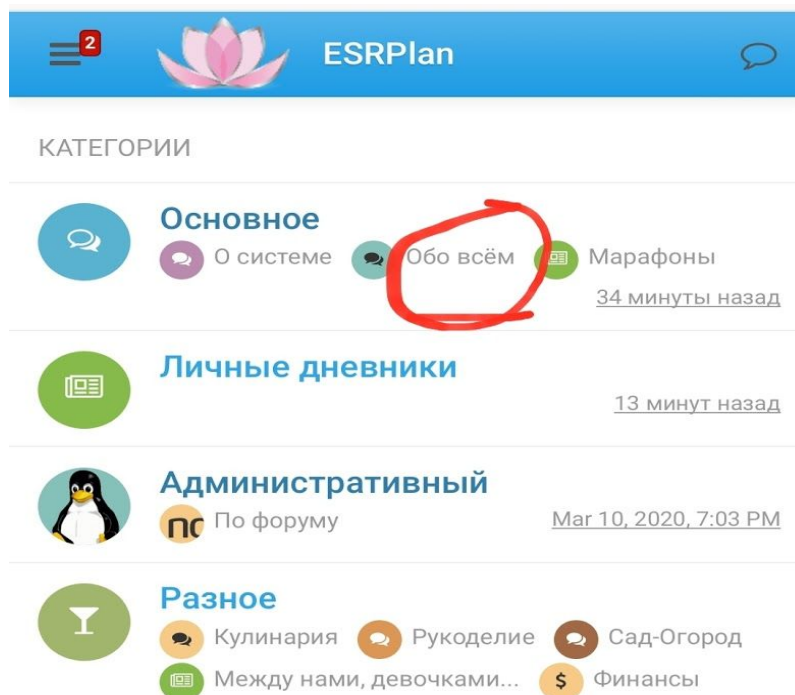 2
ESRPlan
КАТЕГОРИИ
Основное
О системе Обо всём Марафоны
34 минуты назад
Личные дневники
13 минут назад
Административный
По форуму Mar 10, 2020, 7:03 PM
Разное
Кулинария Рукоделие Сад-Огород
Между нами, девочками... $ Финансы